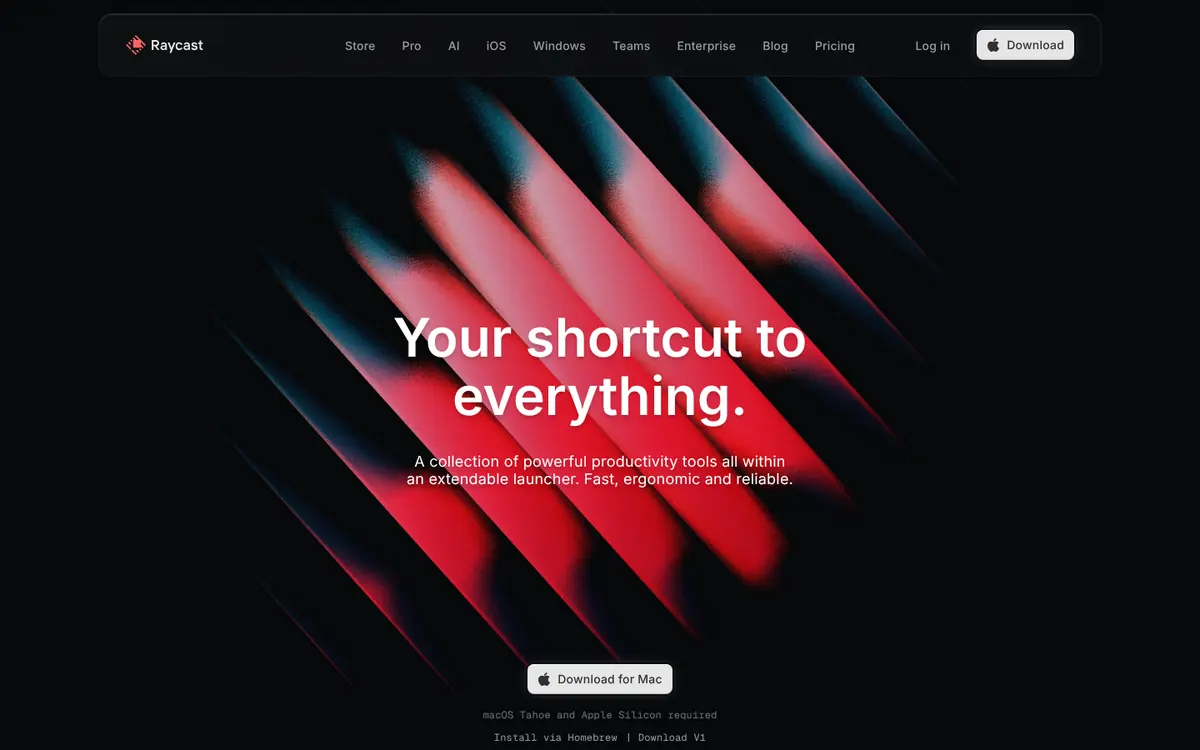 Raycast
Store Pro AI iOS Windows Teams Enterprise Blog Pricing Log in Download
Your shortcut to
everything.
A collection of powerful productivity tools all within
an extendable launcher. Fast, ergonomic and reliable.
Download for Mac
macOS Tahoe and Apple Silicon required
Install via Homebrew | Download V1